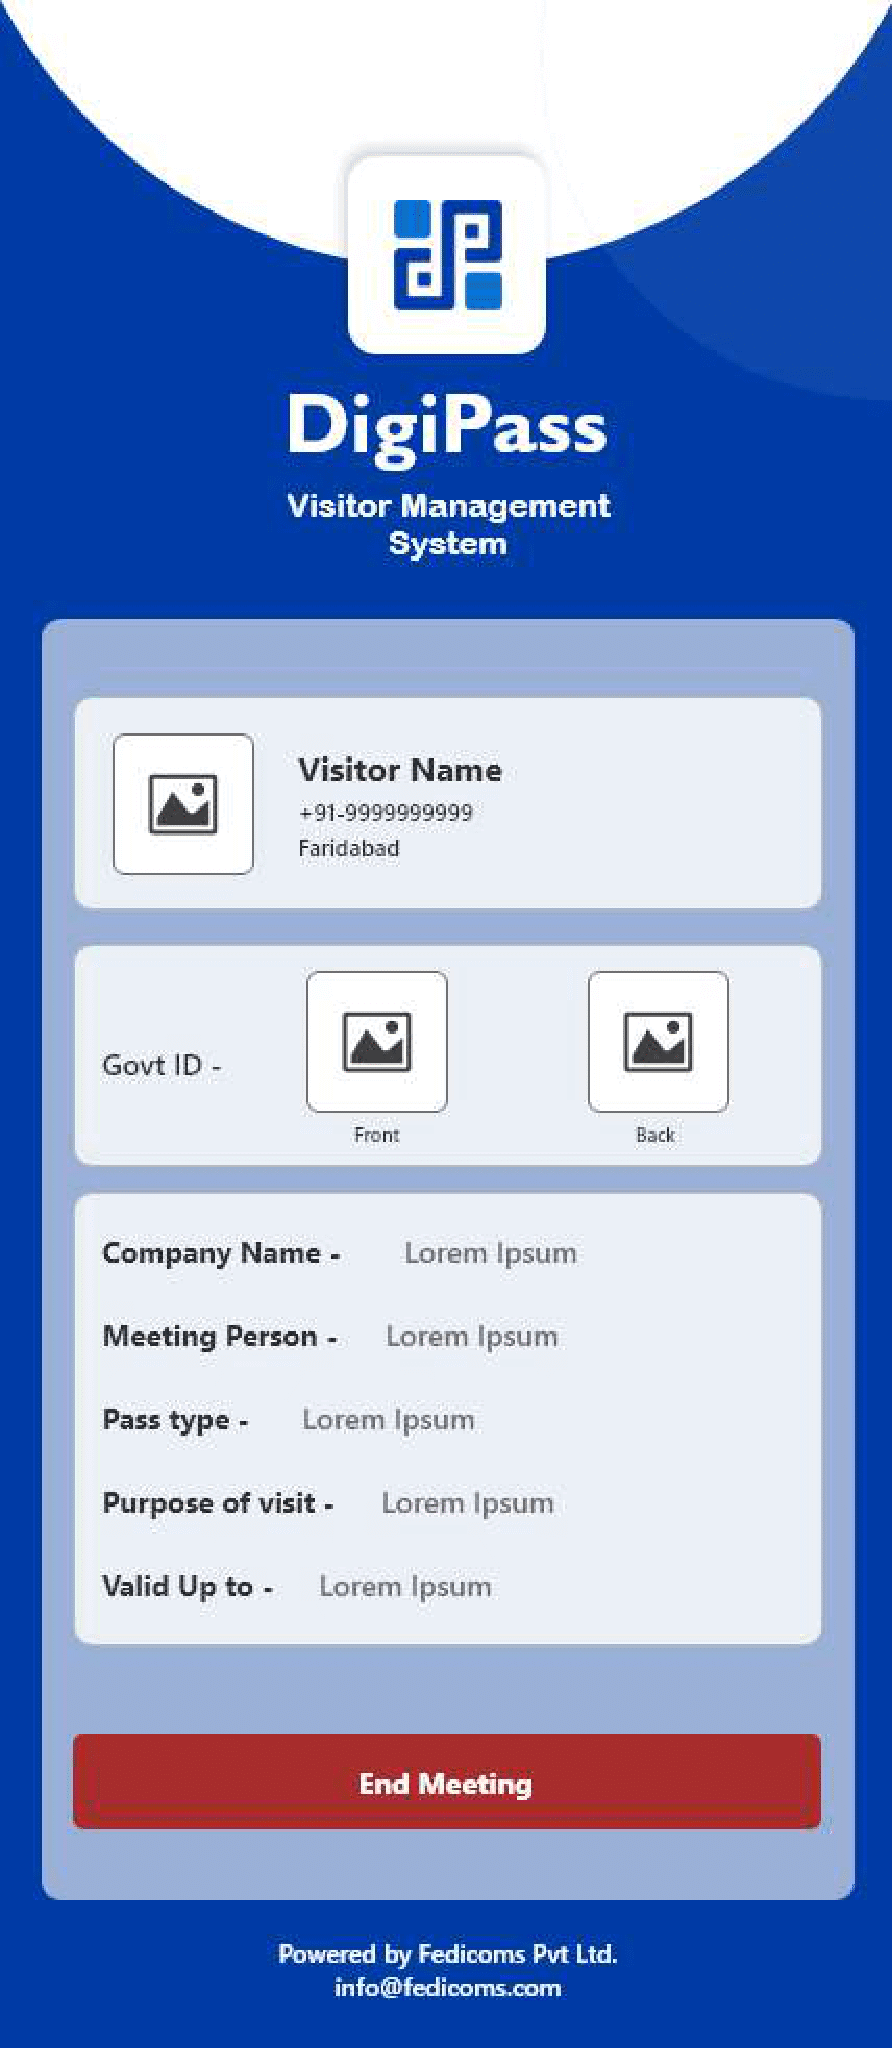 dp
DigiPass
Visitor Management
System
Visitor Name
+91-9999999999
Faridabad
Govt ID -
Front
Back
Company Name - Lorem Ipsum
Meeting Person - Lorem Ipsum
Pass type - Lorem Ipsum
Purpose of visit - Lorem Ipsum
Valid Up to - Lorem Ipsum
End Meeting
Powered by Fedicoms Pvt Ltd.
info@fedicoms.com